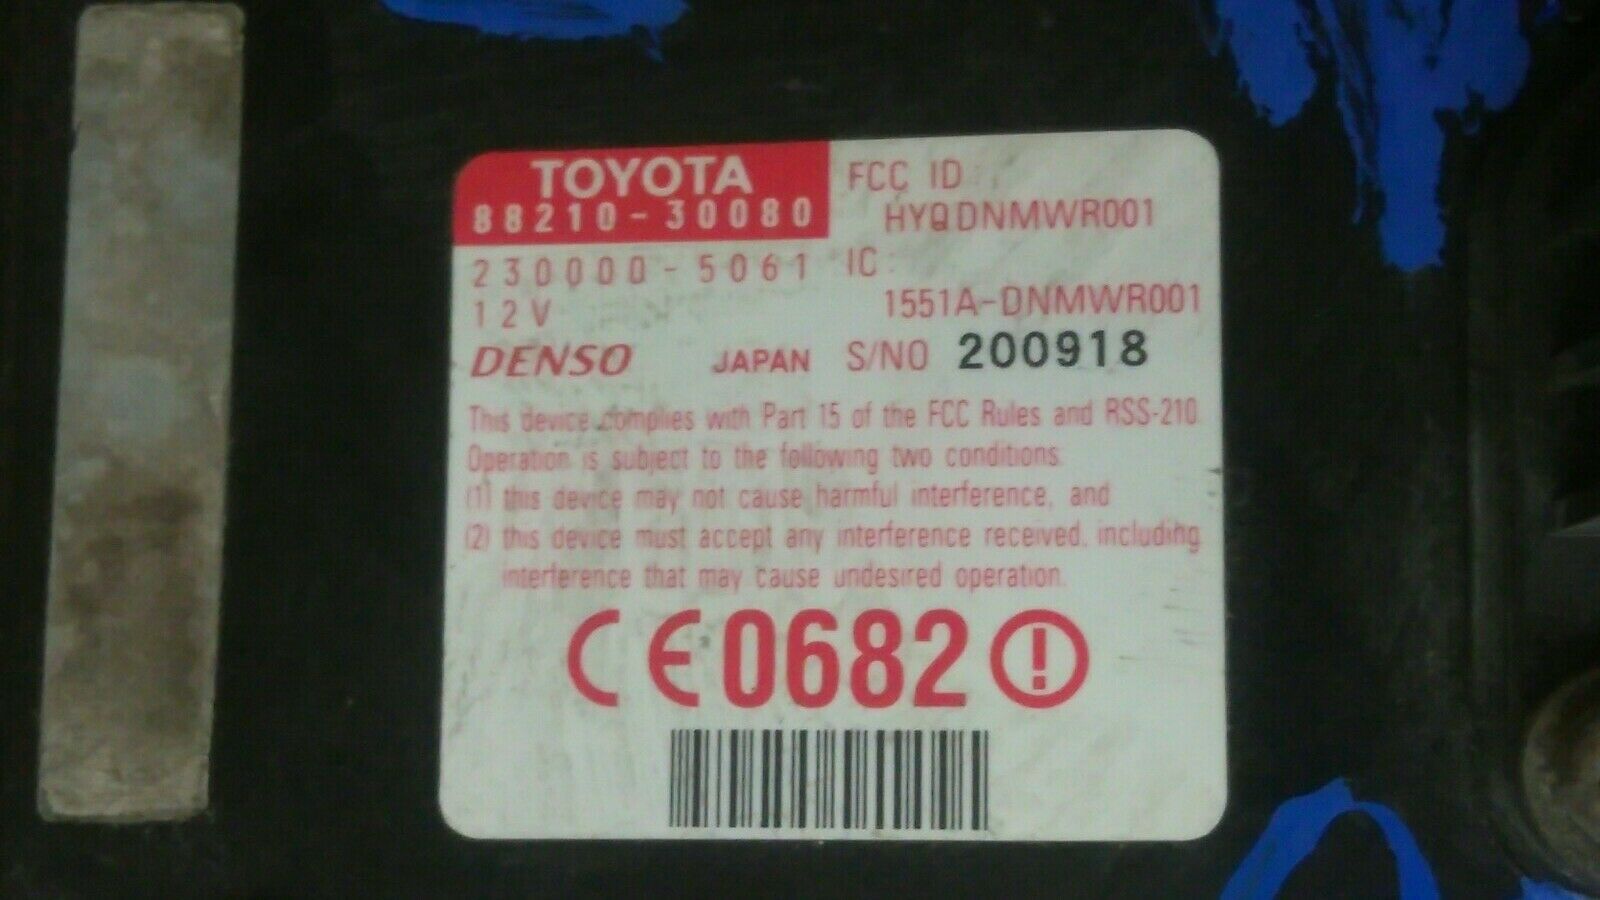 TOYOTA
88210-30080
230000-5061
12V
DENSO JAPAN
FCC ID:
HYQDNMWR001
IC:
1551A-DNMWR001
S/NO 200918
This device complies with Part 15 of the FCC Rules and RSS-210.
Operation is subject to the following two conditions:
(1) this device may not cause harmful interference, and
(2) this device must accept any interference received, including
interference that may cause undesired operation.
CE0682